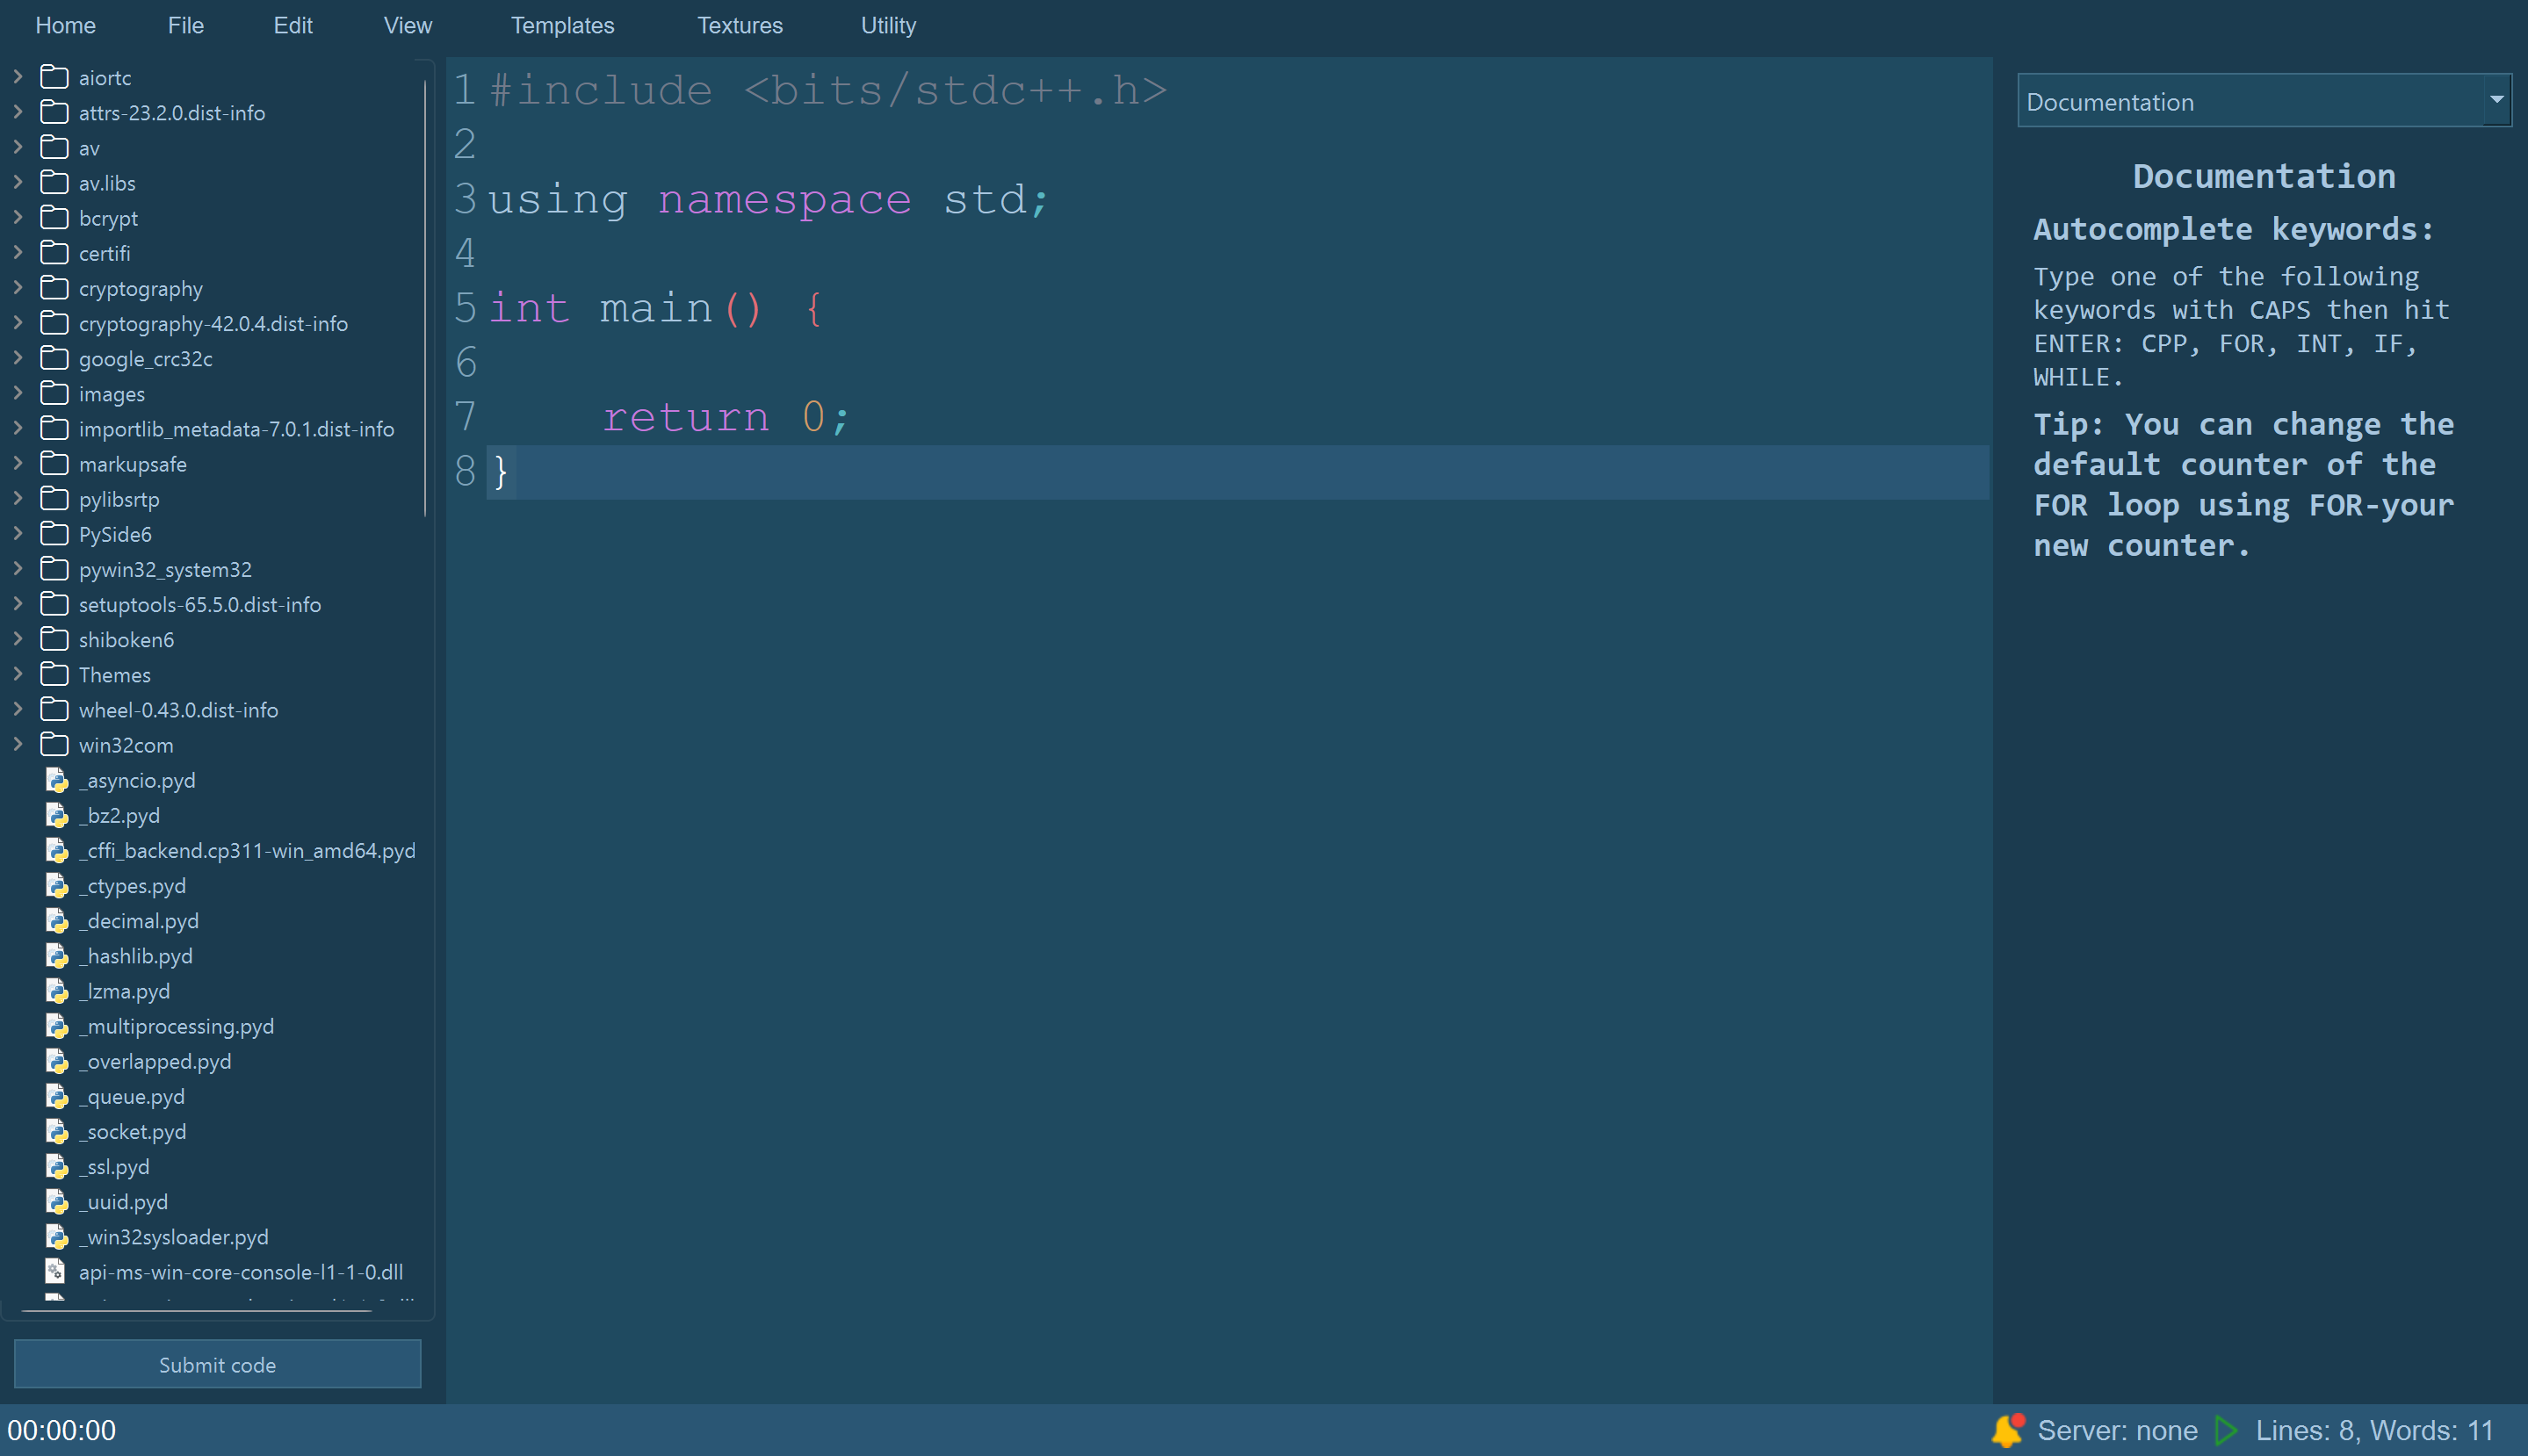 Home File Edit View Templates Textures Utility
aiortc
attrs-23.2.0.dist-info
av
av.libs
bcrypt
certifi
cryptography
cryptography-42.0.4.dist-info
google_crc32c
images
importlib_metadata-7.0.1.dist-info
markupsafe
pylibsrtp
PySide6
pywin32_system32
setuptools-65.5.0.dist-info
shiboken6
Themes
wheel-0.43.0.dist-info
win32com
_asyncio.pyd
_bz2.pyd
_cffi_backend.cp311-win_amd64.pyd
_ctypes.pyd
_decimal.pyd
_hashlib.pyd
_lzma.pyd
_multiprocessing.pyd
_overlapped.pyd
_queue.pyd
_socket.pyd
_ssl.pyd
_uuid.pyd
_win32sysloader.pyd
api-ms-win-core-console-l1-1-0.dll
Submit code
1 #include <bits/stdc++.h>
2
3 using namespace std;
4
5 int main() {
6
7     return 0;
8 }
Documentation
Documentation
Autocomplete keywords:
Type one of the following
keywords with CAPS then hit
ENTER: CPP, FOR, INT, IF,
WHILE.
Tip: You can change the
default counter of the
FOR loop using FOR-your
new counter.
00:00:00
Server: none
Lines: 8, Words: 11